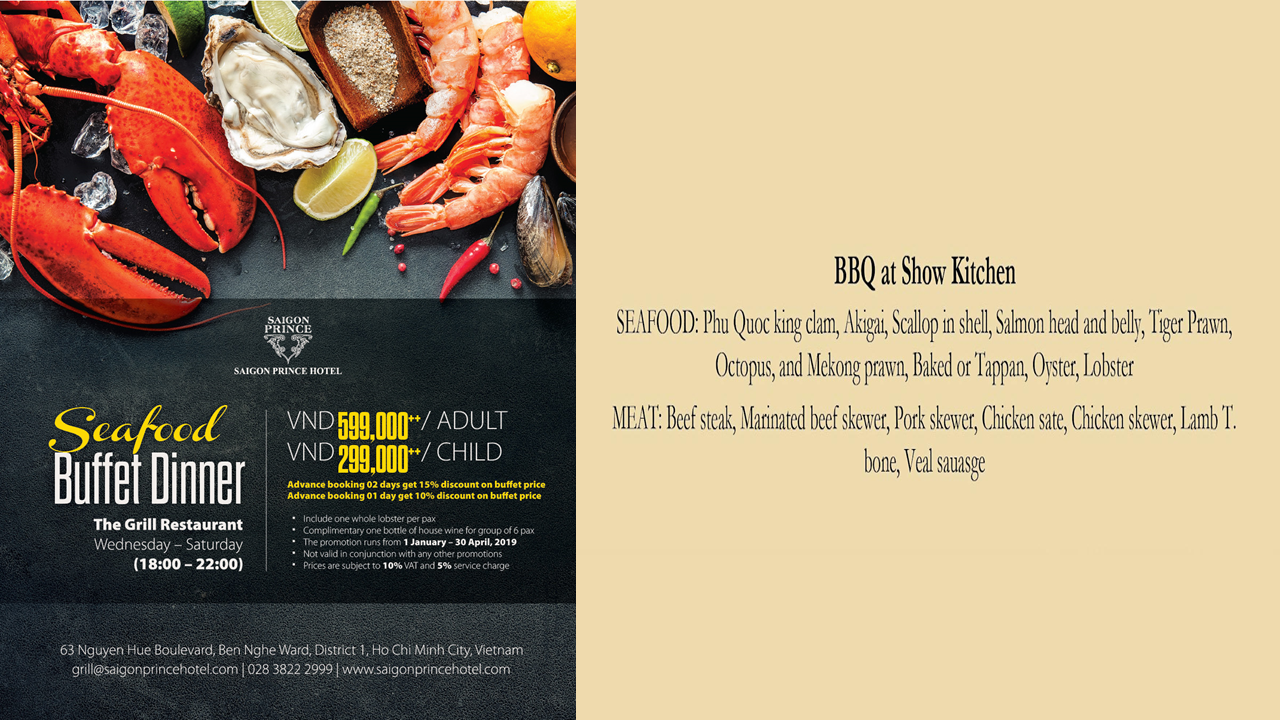 SAIGON
PRINCE
SAIGON PRINCE HOTEL
Seafood
Buffet Dinner
The Grill Restaurant
Wednesday – Saturday
(18:00 – 22:00)
VND 599,000++/ ADULT
VND 299,000++/ CHILD
Advance booking 02 days get 15% discount on buffet price
Advance booking 01 day get 10% discount on buffet price
• Include one whole lobster per pax
• Complimentary one bottle of house wine for group of 6 pax
• The promotion runs from 1 January – 30 April, 2019
• Not valid in conjunction with any other promotions
• Prices are subject to 10% VAT and 5% service charge
63 Nguyen Hue Boulevard, Ben Nghe Ward, District 1, Ho Chi Minh City, Vietnam
grill@saigonprincehotel.com | 028 3822 2999 | www.saigonprincehotel.com
BBQ at Show Kitchen
SEAFOOD: Phu Quoc king clam, Akigai, Scallop in shell, Salmon head and belly, Tiger Prawn,
Octopus, and Mekong prawn, Baked or Tappan, Oyster, Lobster
MEAT: Beef steak, Marinated beef skewer, Pork skewer, Chicken sate, Chicken skewer, Lamb T.
bone, Veal sauasge